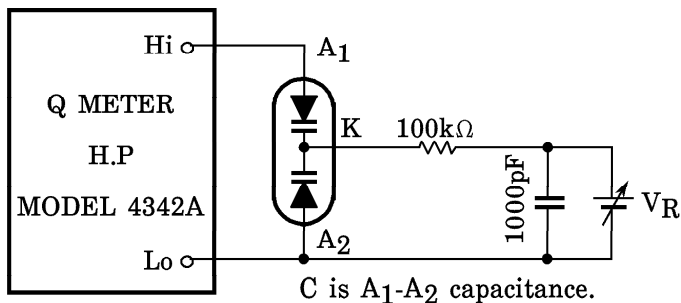 Hi
A1
Q METER
H.P
MODEL 4342A
K
100kΩ
1000pF
VR
A2
Lo
C is A1-A2 capacitance.